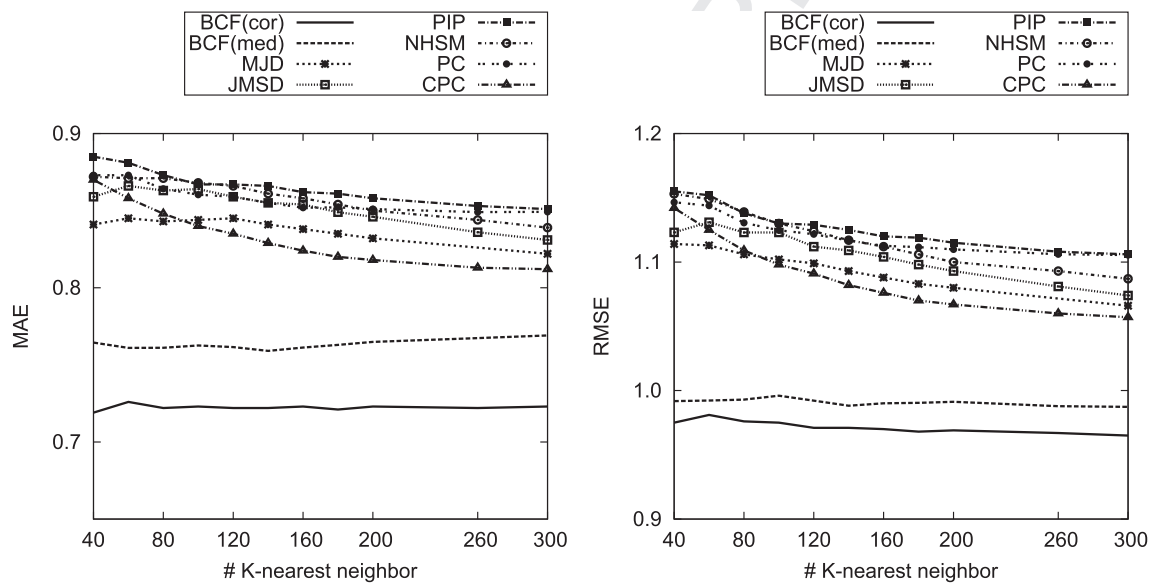 BCF(cor)
BCF(med)
MJD
JMSD
PIP
NHSM
PC
CPC
0.9
0.8
0.7
MAE
40
80
120
160
200
260
300
# K-nearest neighbor
BCF(cor)
BCF(med)
MJD
JMSD
PIP
NHSM
PC
CPC
1.2
1.1
1.0
0.9
RMSE
40
80
120
160
200
260
300
# K-nearest neighbor